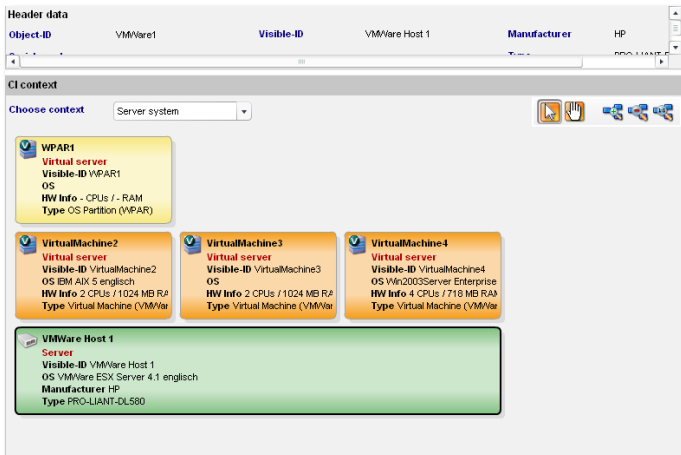 Header data
Object-ID VMWare1 Visible-ID VMWare Host 1 Manufacturer HP
CI context
Choose context Server system
WPAR1
Virtual server
Visible-ID WPAR1
OS
HW Info - CPUs / - RAM
Type OS Partition (WPAR)
VirtualMachine2
Virtual server
Visible-ID VirtualMachine2
OS IBM AIX 5 englisch
HW Info 2 CPUs / 1024 MB RA
Type Virtual Machine (VMWar
VirtualMachine3
Virtual server
Visible-ID VirtualMachine3
OS
HW Info 2 CPUs / 1024 MB RA
Type Virtual Machine (VMWar
VirtualMachine4
Virtual server
Visible-ID VirtualMachine4
OS Win2003Server Enterprise
HW Info 4 CPUs / 718 MB RAM
Type Virtual Machine (VMWar
VMWare Host 1
Server
Visible-ID VMWare Host 1
OS VMWare ESX Server 4.1 englisch
Manufacturer HP
Type PRO-LIANT-DL580